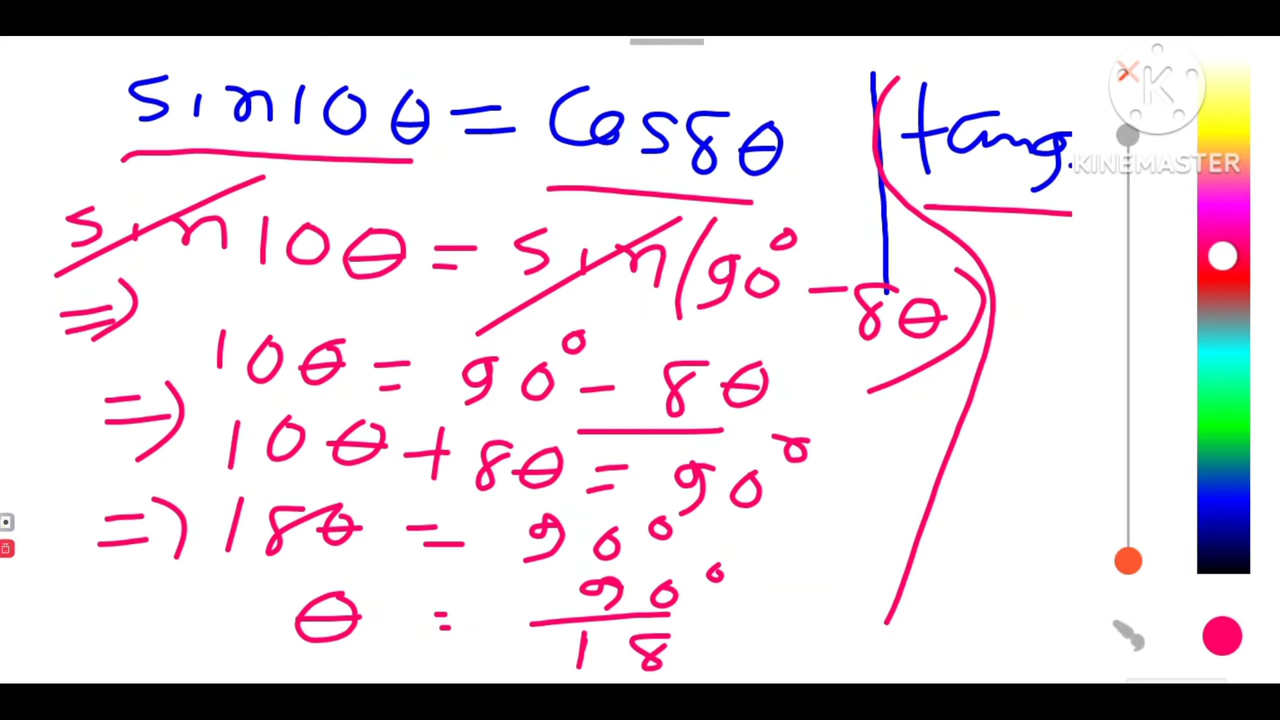 sin10θ = cos8θ
tang.
KINEMASTER
sin10θ = sin(90° - 8θ)
⇒
10θ = 90° - 8θ
⇒ 10θ + 8θ = 90°
⇒ 18θ = 90°
θ = 90°/18